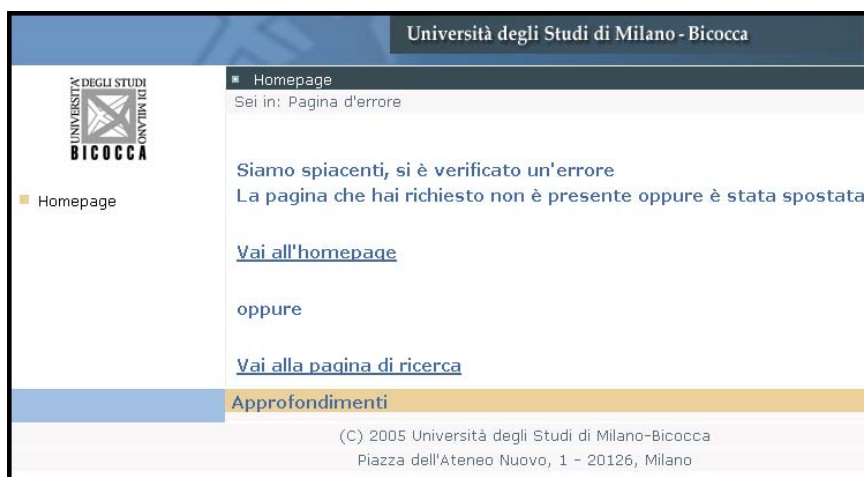 Università degli Studi di Milano - Bicocca
UNIVERSITA' DEGLI STUDI DI MILANO
BICOCCA
Homepage
Homepage
Sei in: Pagina d'errore
Siamo spiacenti, si è verificato un'errore
La pagina che hai richiesto non è presente oppure è stata spostata
Vai all'homepage
oppure
Vai alla pagina di ricerca
Approfondimenti
(C) 2005 Università degli Studi di Milano-Bicocca
Piazza dell'Ateneo Nuovo, 1 - 20126, Milano